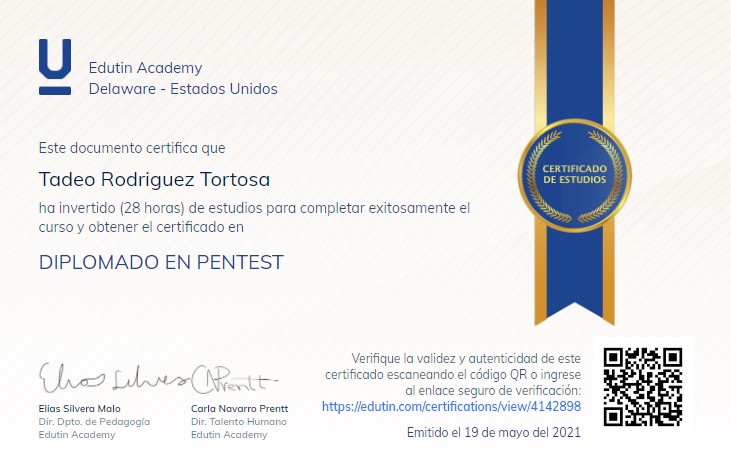 Edutin Academy
Delaware - Estados Unidos
Este documento certifica que
Tadeo Rodriguez Tortosa
ha invertido (28 horas) de estudios para completar exitosamente el
curso y obtener el certificado en
DIPLOMADO EN PENTEST
CERTIFICADO
DE ESTUDIOS
Elias Silvera Malo
Dir. Dpto. de Pedagogía
Edutin Academy
Carla Navarro Prentt
Dir. Talento Humano
Edutin Academy
Verifique la validez y autenticidad de este
certificado escaneando el código QR o ingrese
al enlace seguro de verificación:
https://edutin.com/certifications/view/4142898
Emitido el 19 de mayo del 2021